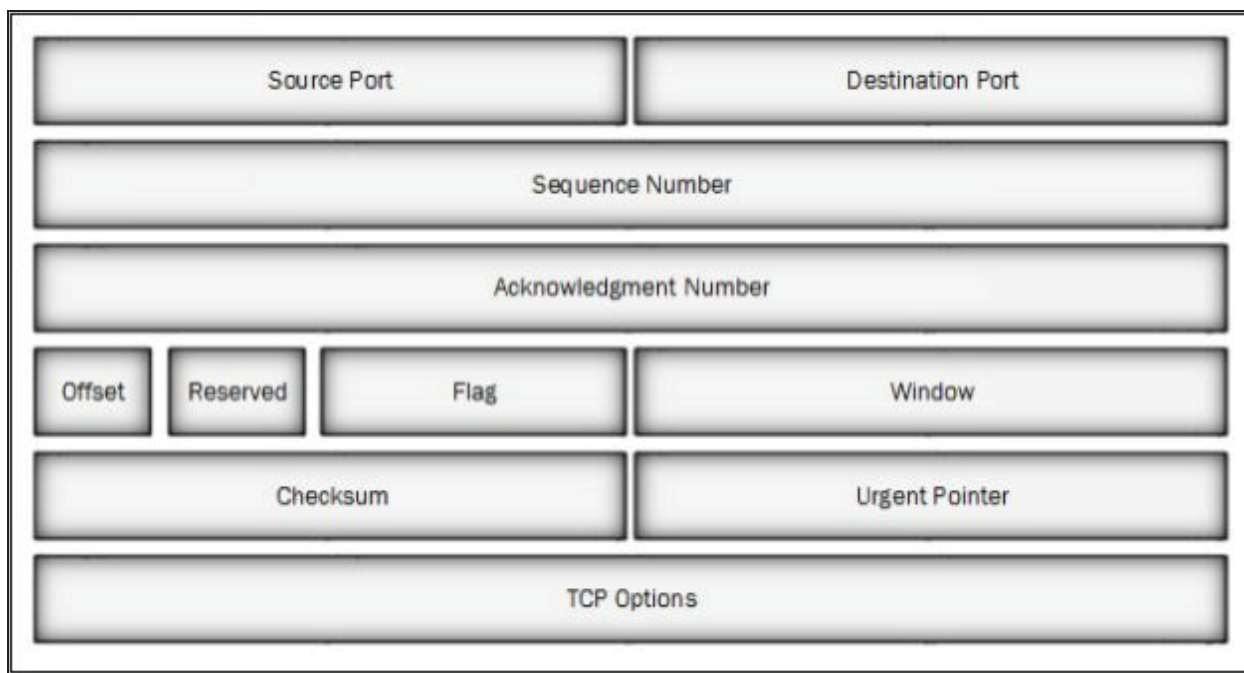 Source Port Destination Port
Sequence Number
Acknowledgment Number
Offset Reserved Flag Window
Checksum Urgent Pointer
TCP Options